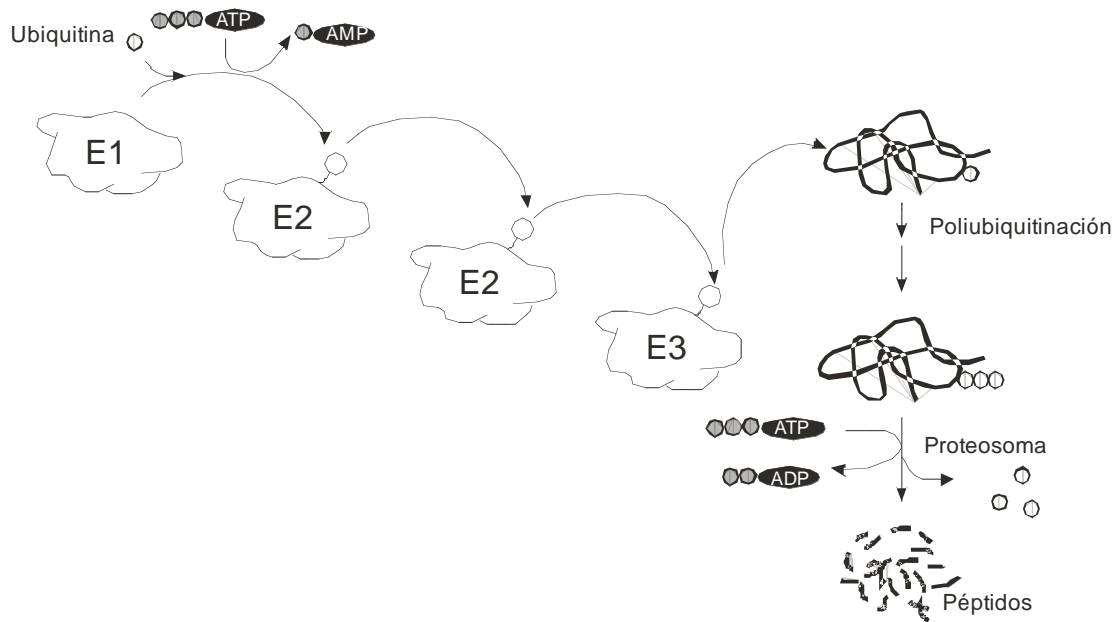 Ubiquitina
ATP
AMP
E1
E2
E2
E3
Poliubiquitinación
ATP
Proteosoma
ADP
Péptidos